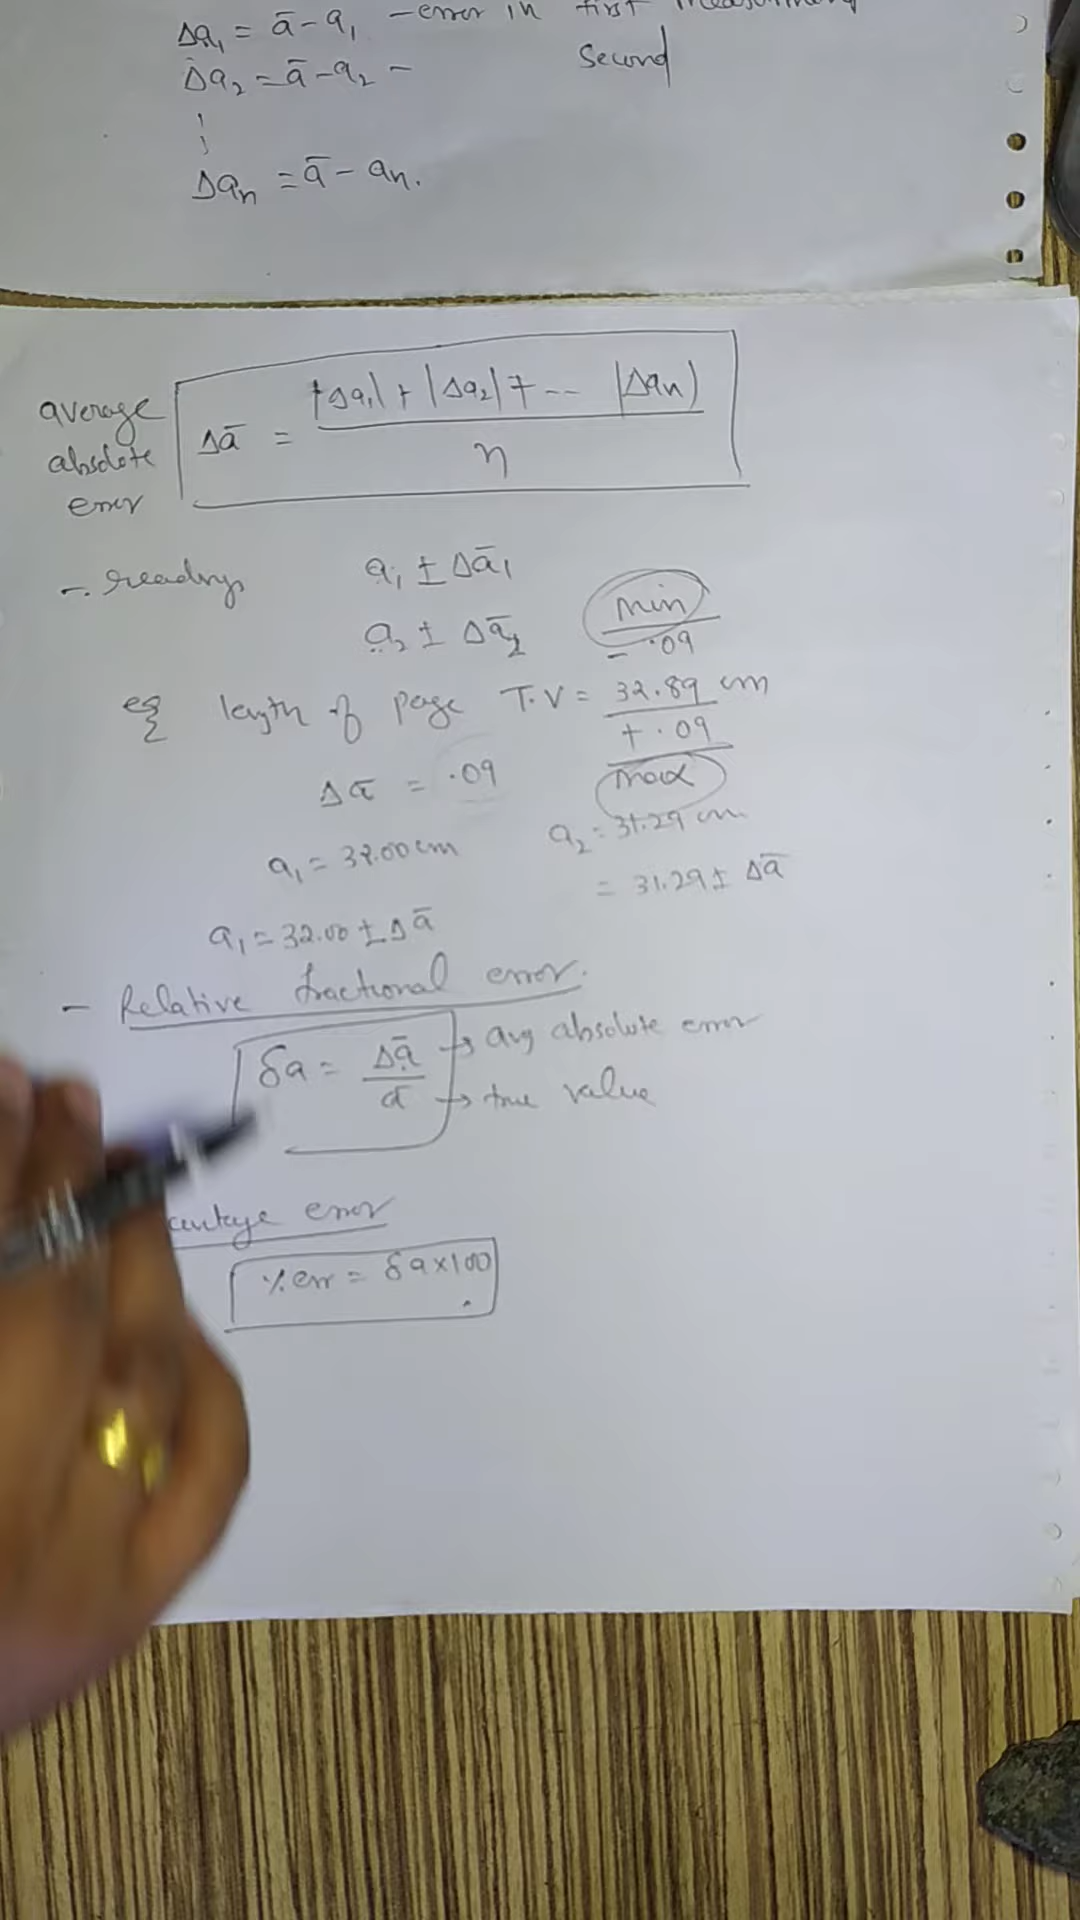 Δa₁ = ā - a₁ - error in first
Δa₂ = ā - a₂ - second
Δaₙ = ā - aₙ.
average absolute error
Δā = |Δa₁| + |Δa₂| + --- |Δaₙ| / n
-. readings a₁ ± Δā₁
a₂ ± Δā₂
min
- .09
eg length of page T.V = 32.89 cm
+ .09
max
Δā = .09
a₁ = 32.00 cm a₂ = 31.29 cm
= 31.29 ± Δā
a₁ = 32.00 ± Δā
- Relative fractional error.
δa = Δā / a → avg absolute error
→ true value
error
% err = δa × 100